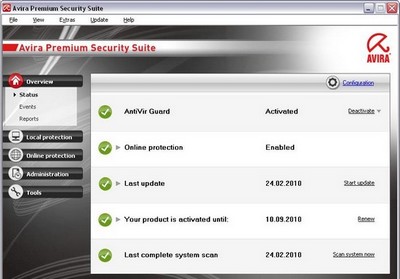 Avira Premium Security Suite
File View Extras Update Help
Avira Premium Security Suite
AVIRA
Overview
Status
Events
Reports
Local protection
Online protection
Administration
Tools
Configuration
AntiVir Guard Activated Deactivate
Online protection Enabled
Last update 24.02.2010 Start update
Your product is activated until: 10.09.2010 Renew
Last complete system scan 24.02.2010 Scan system now